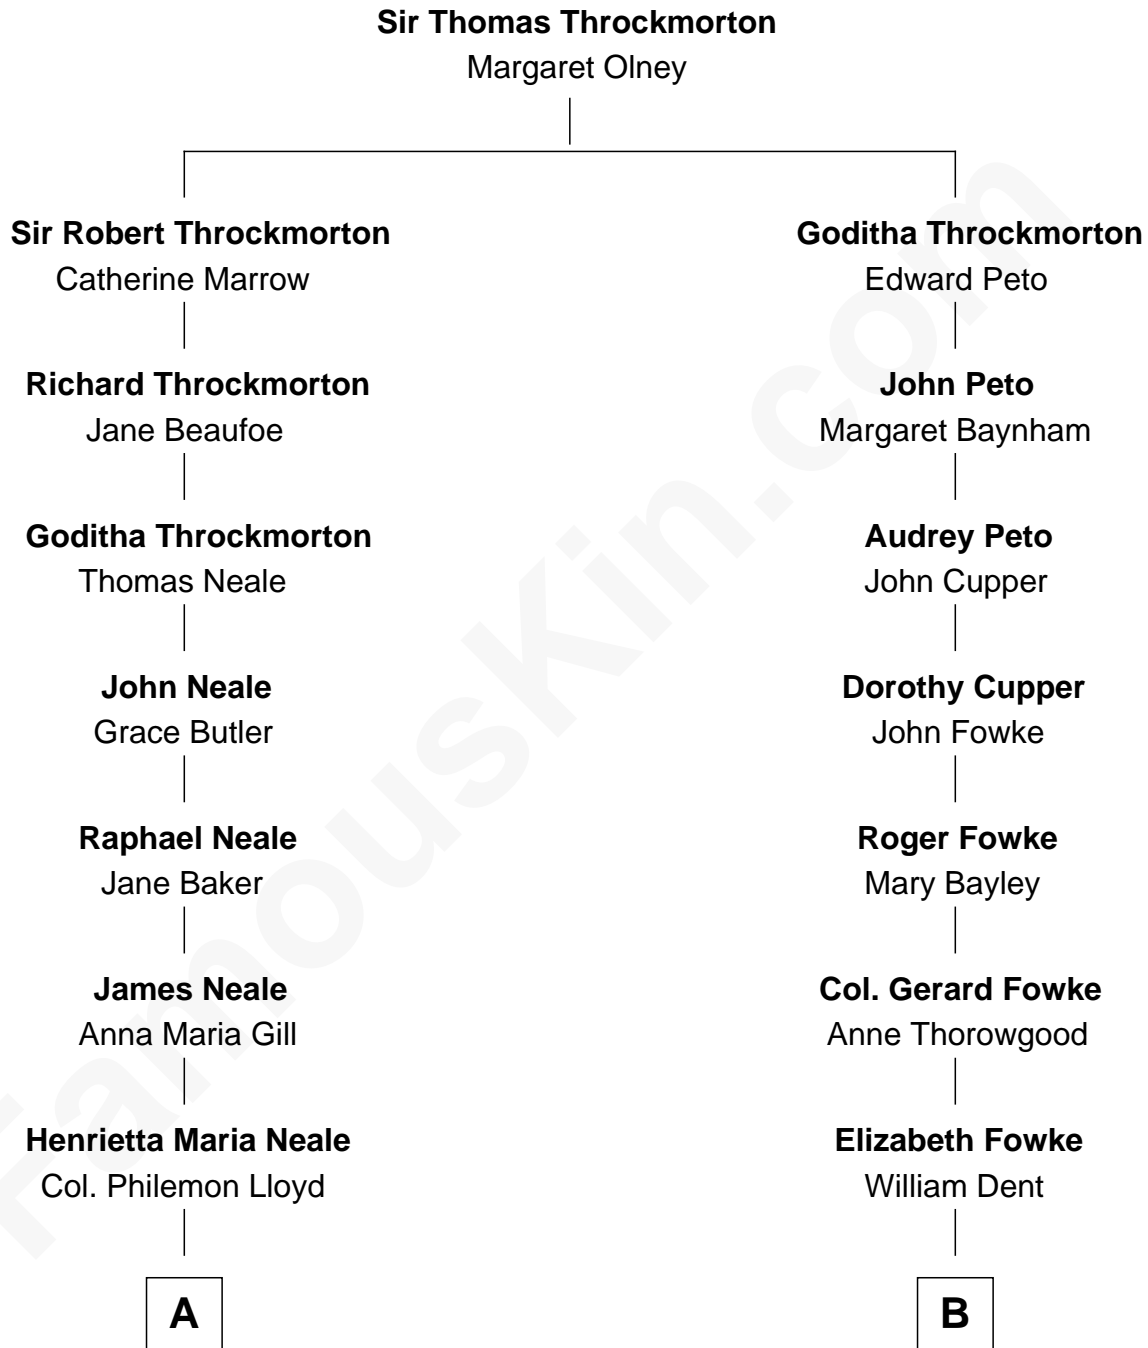 Sir Thomas Throckmorton
Margaret Olney
Sir Robert Throckmorton
Catherine Marrow
Richard Throckmorton
Jane Beaufoe
Goditha Throckmorton
Thomas Neale
John Neale
Grace Butler
Raphael Neale
Jane Baker
James Neale
Anna Maria Gill
Henrietta Maria Neale
Col. Philemon Lloyd
A
Goditha Throckmorton
Edward Peto
John Peto
Margaret Baynham
Audrey Peto
John Cupper
Dorothy Cupper
John Fowke
Roger Fowke
Mary Bayley
Col. Gerard Fowke
Anne Thorowgood
Elizabeth Fowke
William Dent
B
FamousKin.com